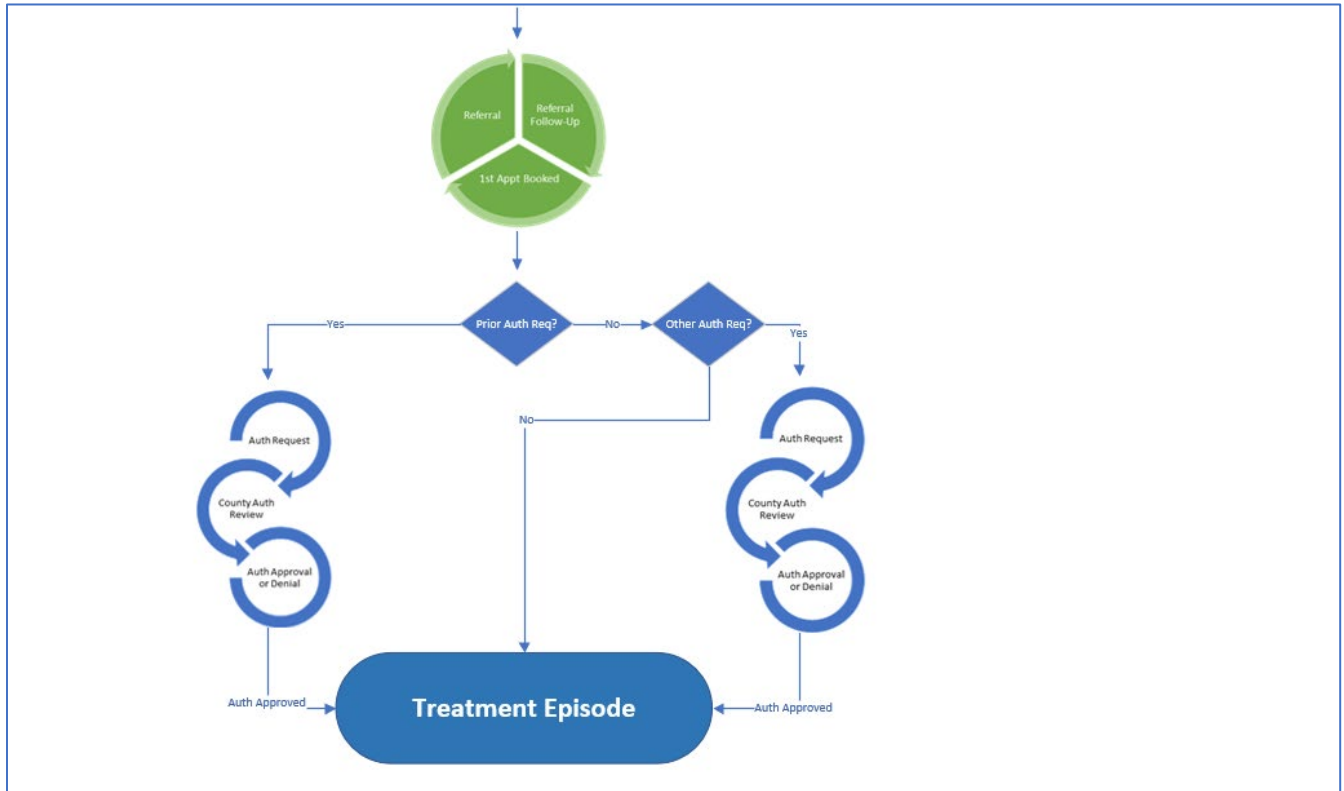 Referral
Referral
Follow-Up
1st Appt Booked
Prior Auth Req?
No
Other Auth Req?
Yes
Yes
No
Auth Request
County Auth
Review
Auth Approval
or Denial
Auth Request
County Auth
Review
Auth Approval
or Denial
Auth Approved
Treatment Episode
Auth Approved